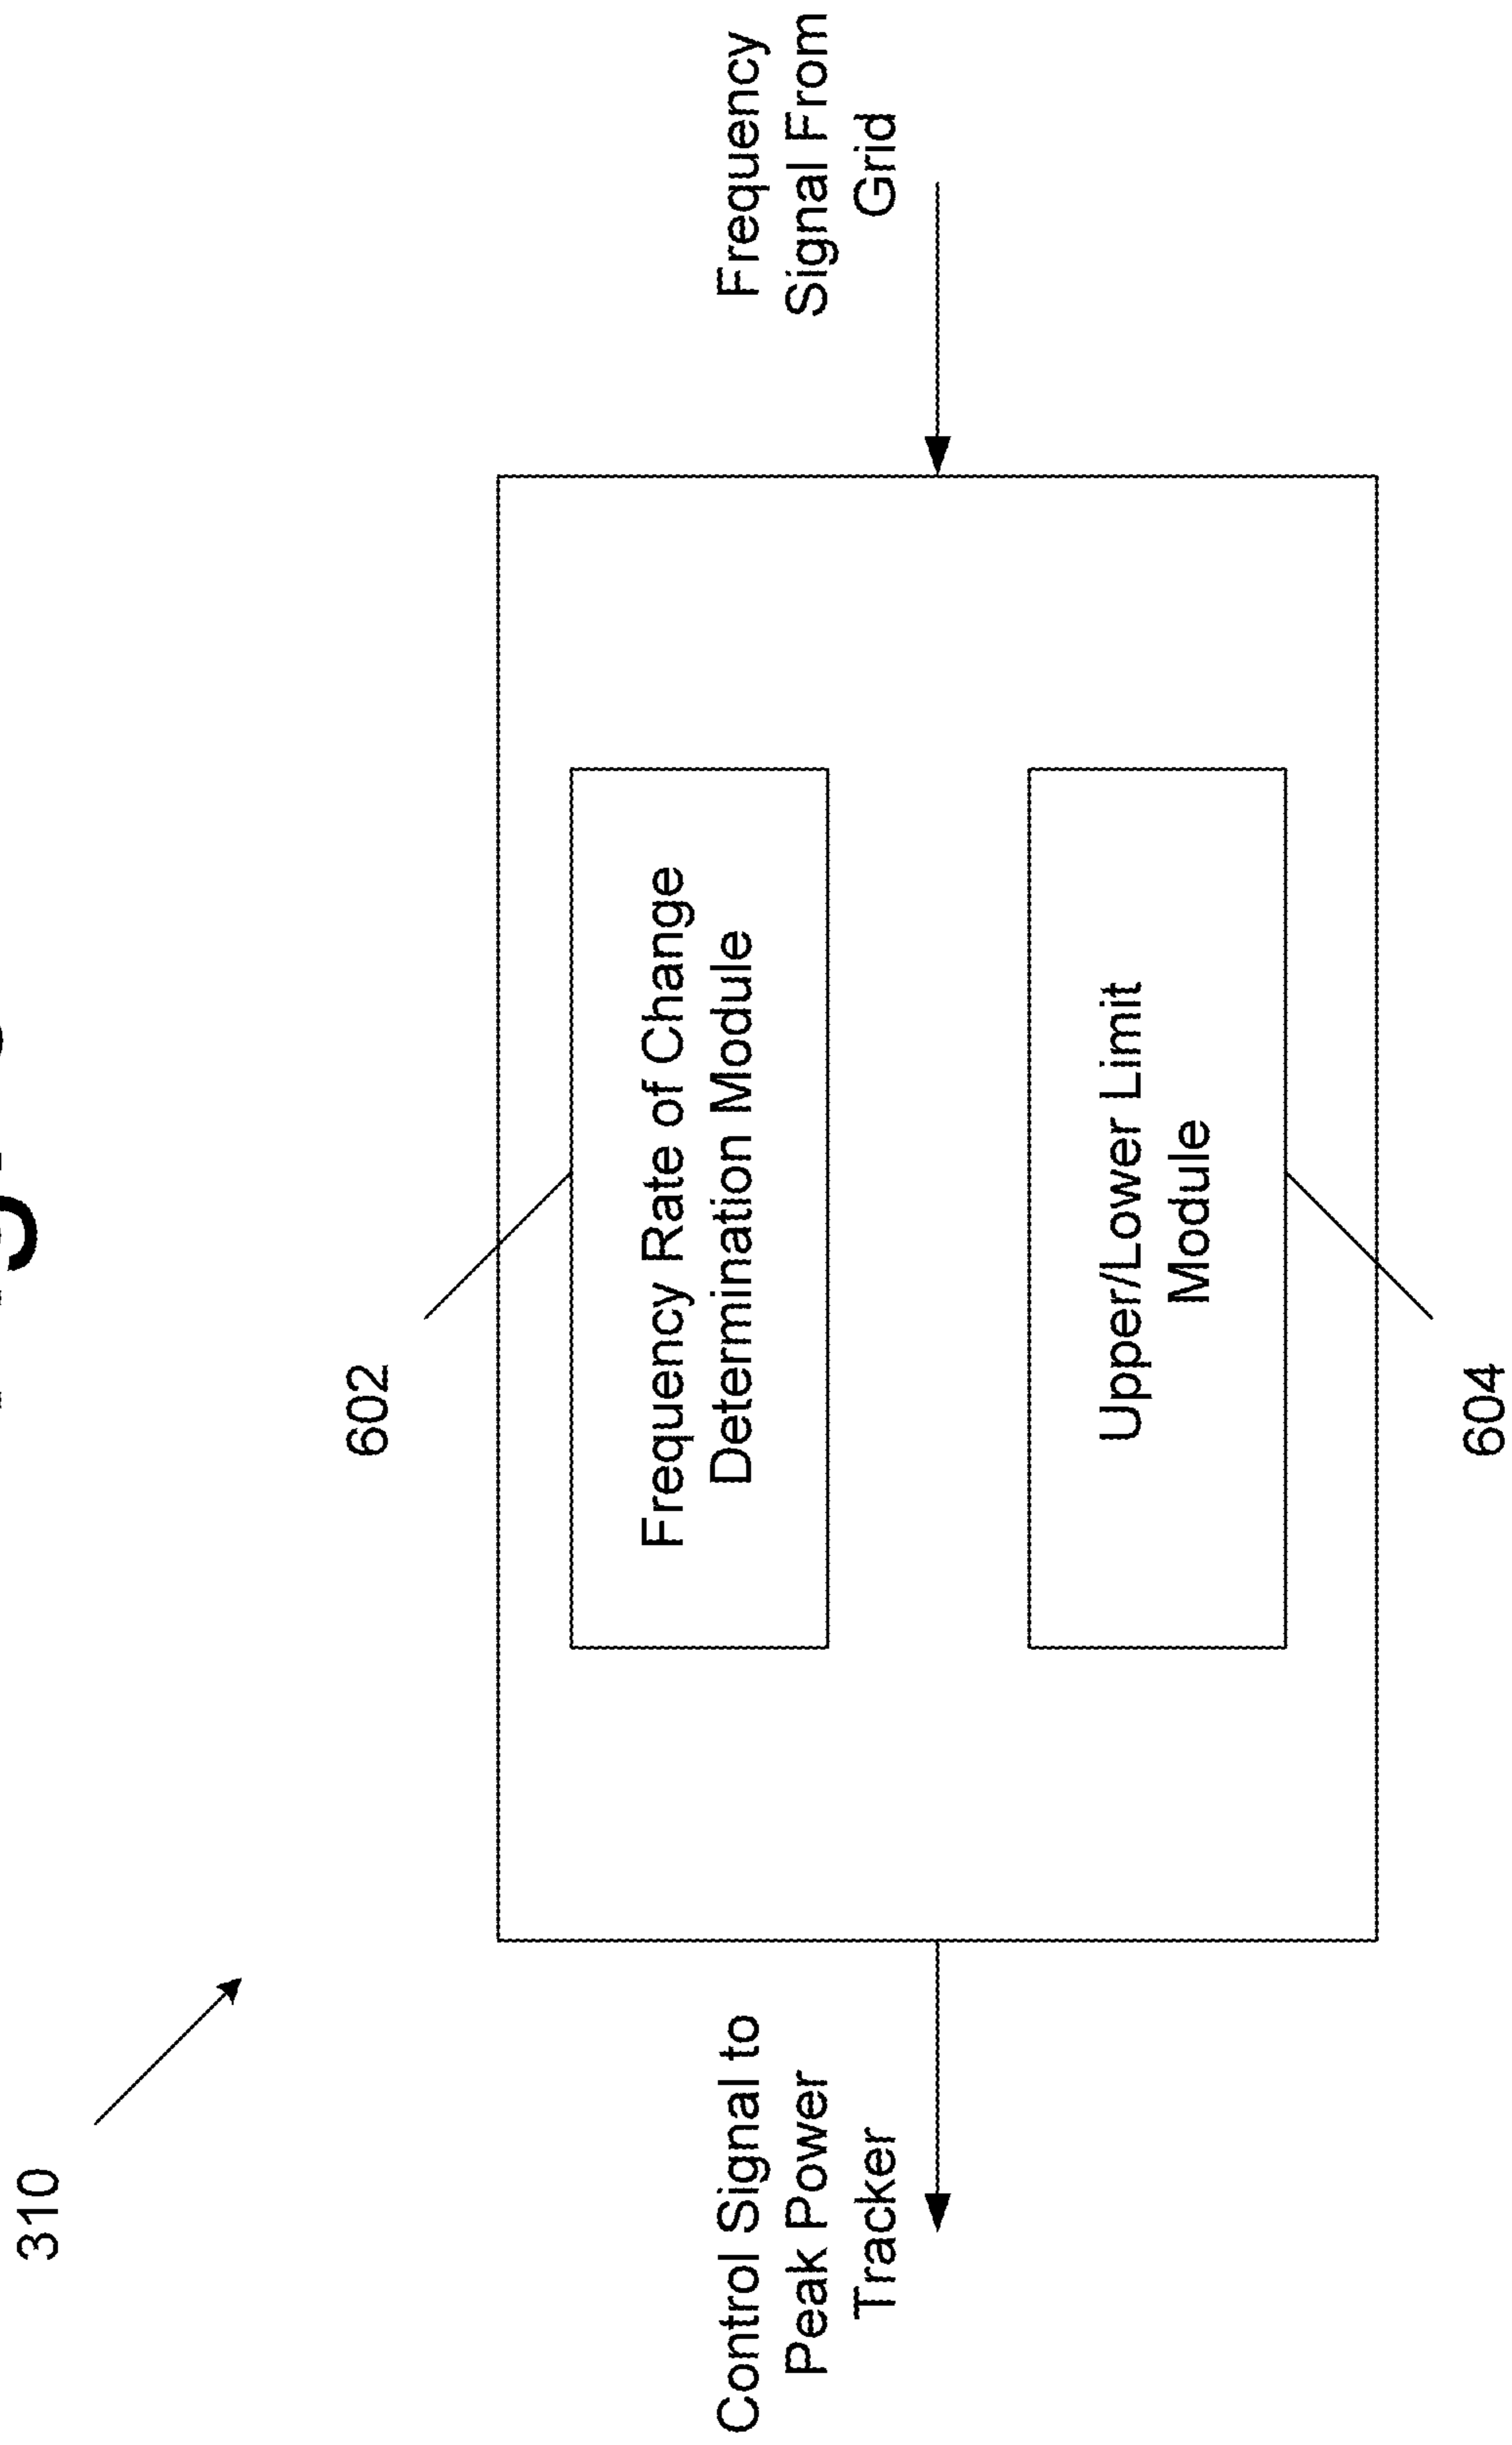 310
602
Frequency Rate of Change
Determination Module
Control Signal to
Peak Power
Tracker
Frequency
Signal From
Grid
Upper/Lower Limit
Module
604